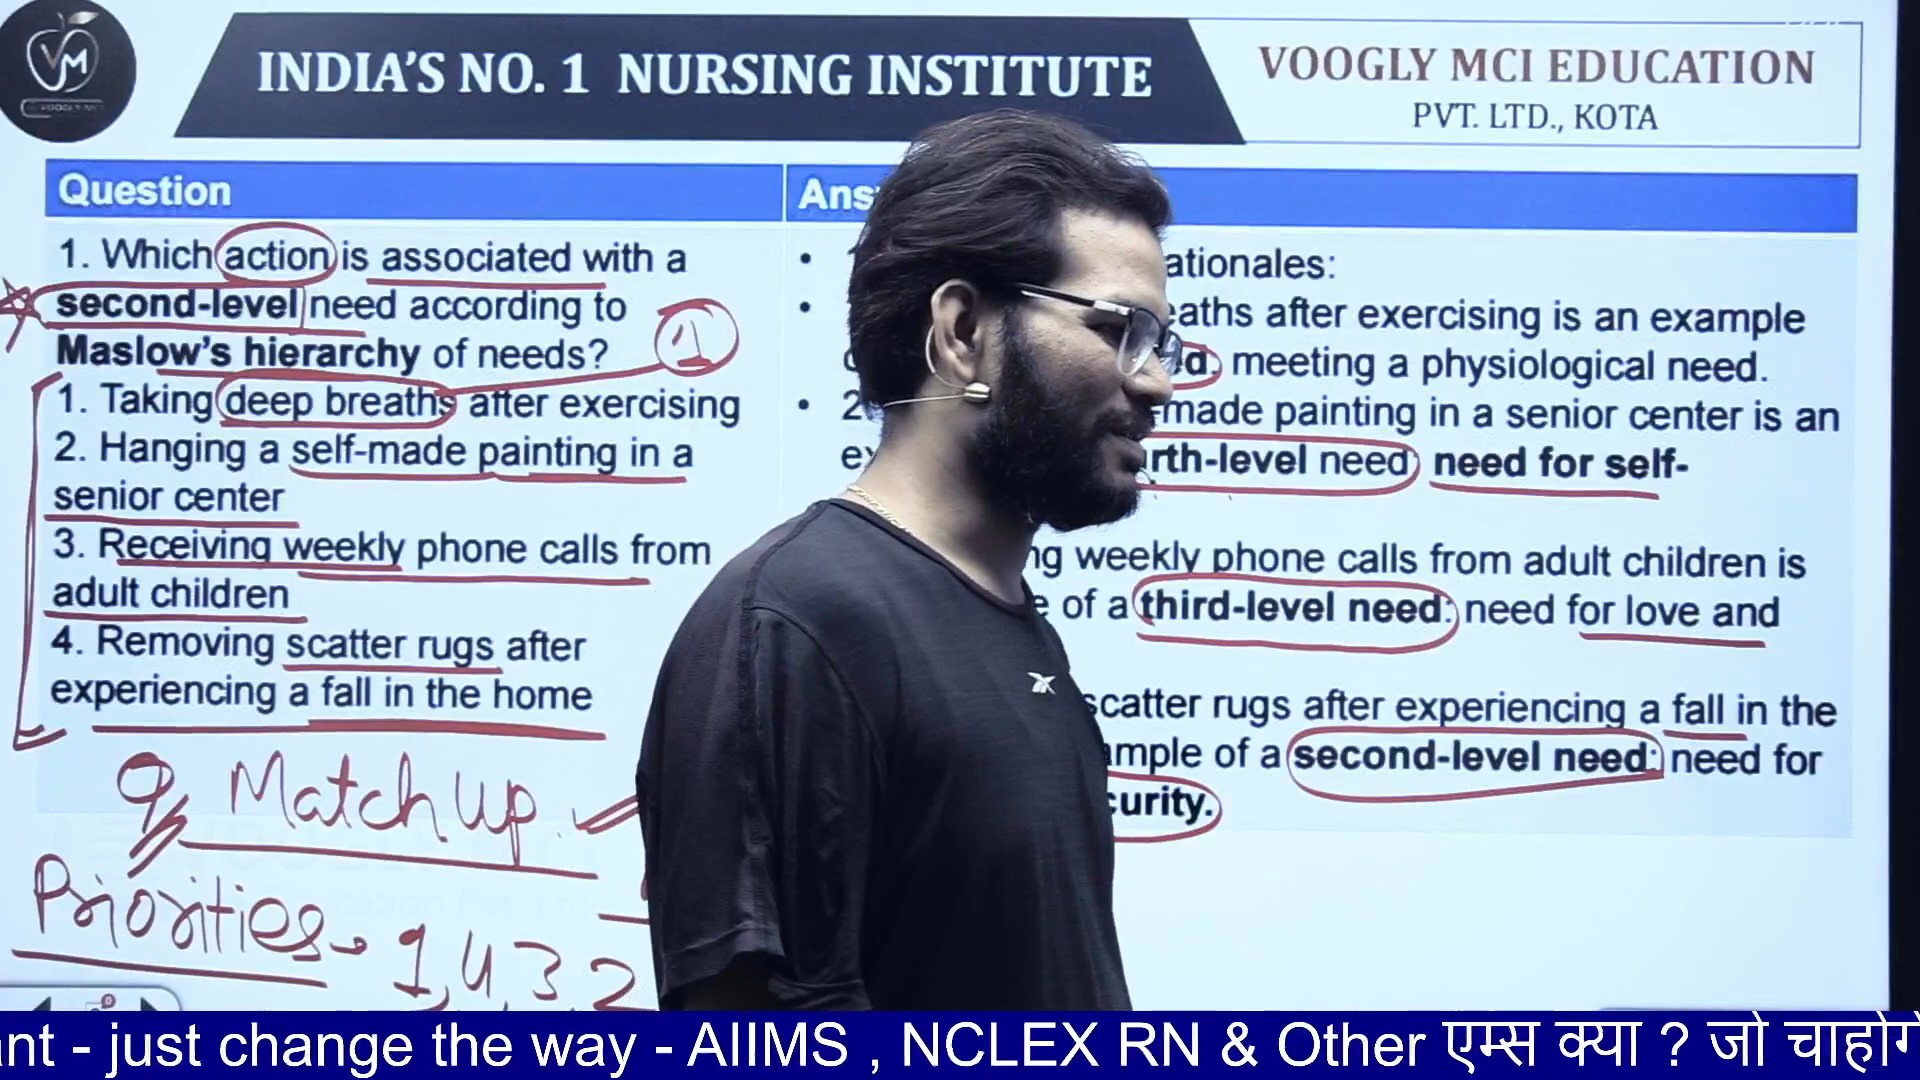 INDIA'S NO. 1 NURSING INSTITUTE
VOOGLY MCI EDUCATION
PVT. LTD., KOTA
Question
1. Which action is associated with a
second-level need according to
Maslow's hierarchy of needs?
1
1. Taking deep breaths after exercising
2. Hanging a self-made painting in a
senior center
3. Receiving weekly phone calls from
adult children
4. Removing scatter rugs after
experiencing a fall in the home
Ans
ationales:
eaths after exercising is an example
d: meeting a physiological need.
2 -made painting in a senior center is an
rth-level need: need for self-
ng weekly phone calls from adult children is
e of a third-level need: need for love and
scatter rugs after experiencing a fall in the
mple of a second-level need: need for
curity.
Q Match up.
Priorities - 1, 4, 3, 2
nt - just change the way - AIIMS , NCLEX RN & Other एम्स क्या ? जो चाहोगे